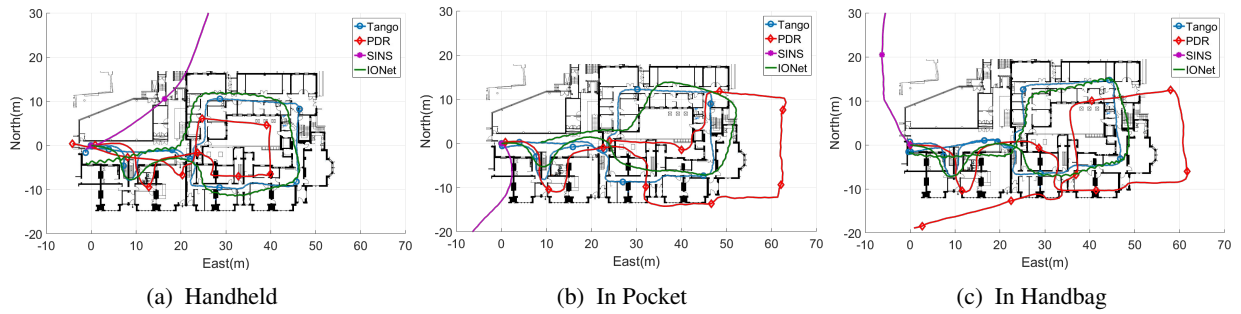 30
20
10
0
-10
-20
North(m)
-10 0 10 20 30 40 50 60 70
East(m)
Tango
PDR
SINS
IONet
(a) Handheld
30
20
10
0
-10
-20
North(m)
-10 0 10 20 30 40 50 60 70
East(m)
Tango
PDR
SINS
IONet
(b) In Pocket
30
20
10
0
-10
20
North(m)
-10 0 10 20 30 40 50 60 70
East(m)
Tango
PDR
SINS
IONet
(c) In Handbag